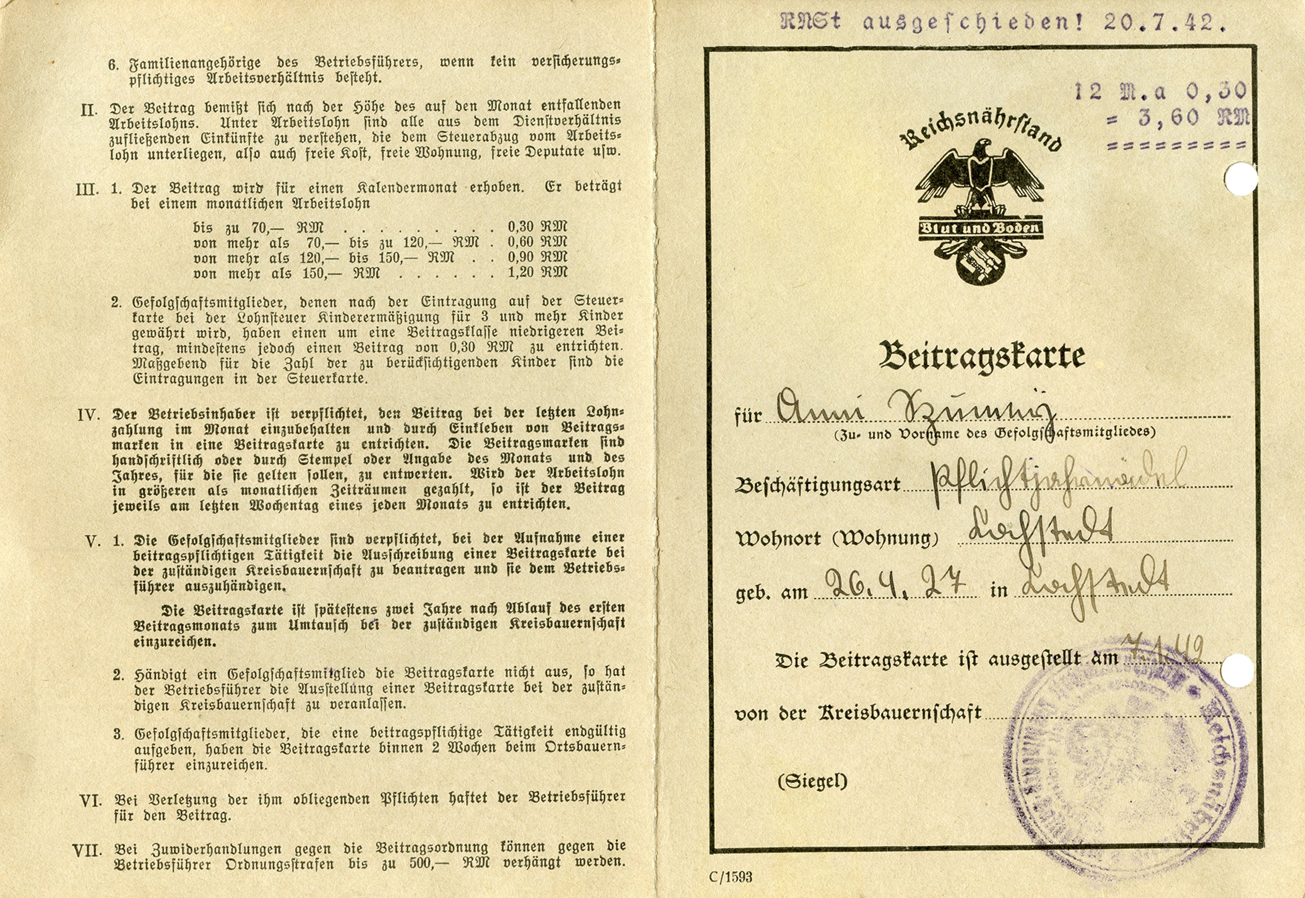 6. Familienangehörige des Betriebsführers, wenn kein versicherungs-
pflichtiges Arbeitsverhältnis besteht.
II. Der Beitrag bemißt sich nach der Höhe des auf den Monat entfallenden
Arbeitslohns. Unter Arbeitslohn sind alle aus dem Dienstverhältnis
zufließenden Einkünfte zu verstehen, die dem Steuerabzug vom Arbeits-
lohn unterliegen, also auch freie Kost, freie Wohnung, freie Deputate usw.
III. 1. Der Beitrag wird für einen Kalendermonat erhoben. Er beträgt
bei einem monatlichen Arbeitslohn
bis zu 70,— RM . . . . . . . . . 0,30 RM
von mehr als 70,— bis zu 120,— RM . 0,60 RM
von mehr als 120,— bis 150,— RM . . 0,90 RM
von mehr als 150,— RM . . . . . . 1,20 RM
2. Gefolgschaftsmitglieder, denen nach der Eintragung auf der Steuer-
karte bei der Lohnsteuer Kinderermäßigung für 3 und mehr Kinder
gewährt wird, haben einen um eine Beitragsklasse niedrigeren Bei-
trag, mindestens jedoch einen Beitrag von 0,30 RM zu entrichten.
Maßgebend für die Zahl der zu berücksichtigenden Kinder sind die
Eintragungen in der Steuerkarte.
IV. Der Betriebsinhaber ist verpflichtet, den Beitrag bei der letzten Lohn-
zahlung im Monat einzubehalten und durch Einkleben von Beitrags-
marken in eine Beitragskarte zu entrichten. Die Beitragsmarken sind
handschriftlich oder durch Stempel oder Angabe des Monats und des
Jahres, für die sie gelten sollen, zu entwerten. Wird der Arbeitslohn
in größeren als monatlichen Zeiträumen gezahlt, so ist der Beitrag
jeweils am letzten Wochentag eines jeden Monats zu entrichten.
V. 1. Die Gefolgschaftsmitglieder sind verpflichtet, bei der Aufnahme einer
beitragspflichtigen Tätigkeit die Ausschreibung einer Beitragskarte bei
der zuständigen Kreisbauernschaft zu beantragen und sie dem Betriebs-
führer auszuhändigen.
Die Beitragskarte ist spätestens zwei Jahre nach Ablauf des ersten
Beitragsmonats zum Umtausch bei der zuständigen Kreisbauernschaft
einzureichen.
2. Händigt ein Gefolgschaftsmitglied die Beitragskarte nicht aus, so hat
der Betriebsführer die Ausstellung einer Beitragskarte bei der zustän-
digen Kreisbauernschaft zu veranlassen.
3. Gefolgschaftsmitglieder, die eine beitragspflichtige Tätigkeit endgültig
aufgeben, haben die Beitragskarte binnen 2 Wochen beim Ortsbauern-
führer einzureichen.
VI. Bei Verletzung der ihm obliegenden Pflichten haftet der Betriebsführer
für den Beitrag.
VII. Bei Zuwiderhandlungen gegen die Beitragsordnung können gegen die
Betriebsführer Ordnungsstrafen bis zu 500,— RM verhängt werden.
RNSt ausgeschieden! 20.7.42.
12 M.a 0,30
= 3,60 RM
=========
Reichsnährstand
Blut und Boden
Beitragskarte
für Anni
(Zu- und Vorname des Gefolgschaftsmitgliedes)
Beschäftigungsart Pflichtjahrmädel
Wohnort (Wohnung) Lochstedt
geb. am 26.4.27 in Lochstedt
Die Beitragskarte ist ausgestellt am
von der Kreisbauernschaft
(Siegel)
C/1593